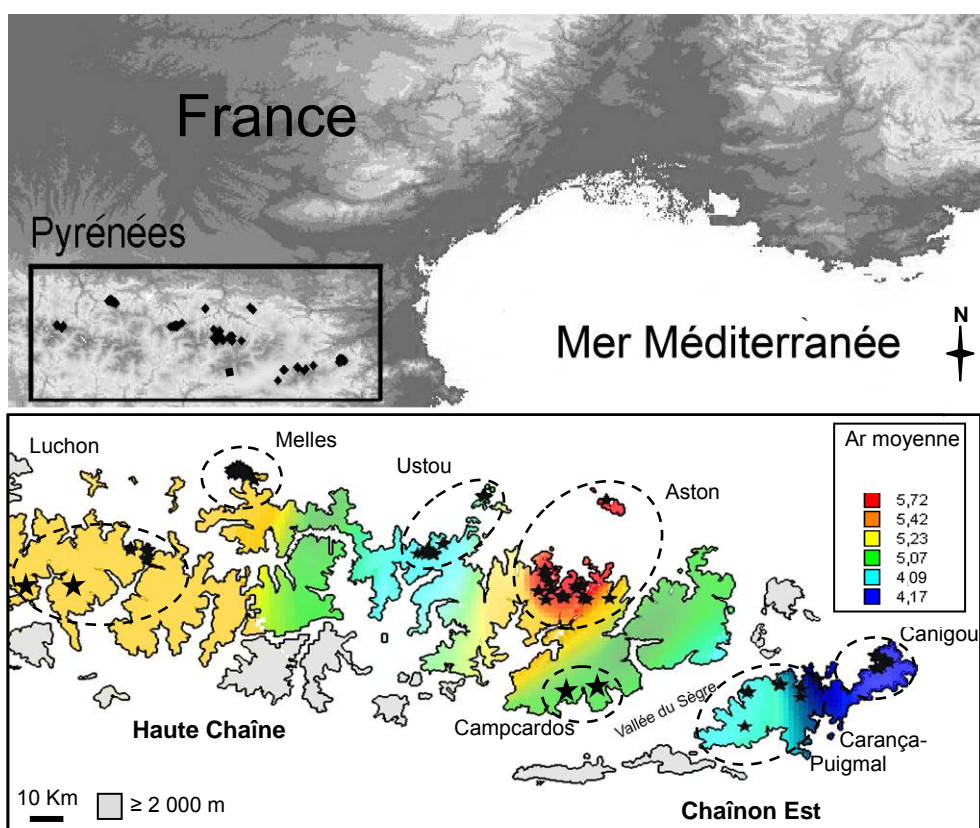 France
Pyrénées
Mer Méditerranée
N
Luchon
Melles
Ustou
Aston
Ar moyenne
5,72
5,42
5,23
5,07
4,09
4,17
Canigou
Campcardos
Vallée du Sègre
Carança-
Puigmal
Haute Chaîne
Chaînon Est
10 Km
≥ 2 000 m